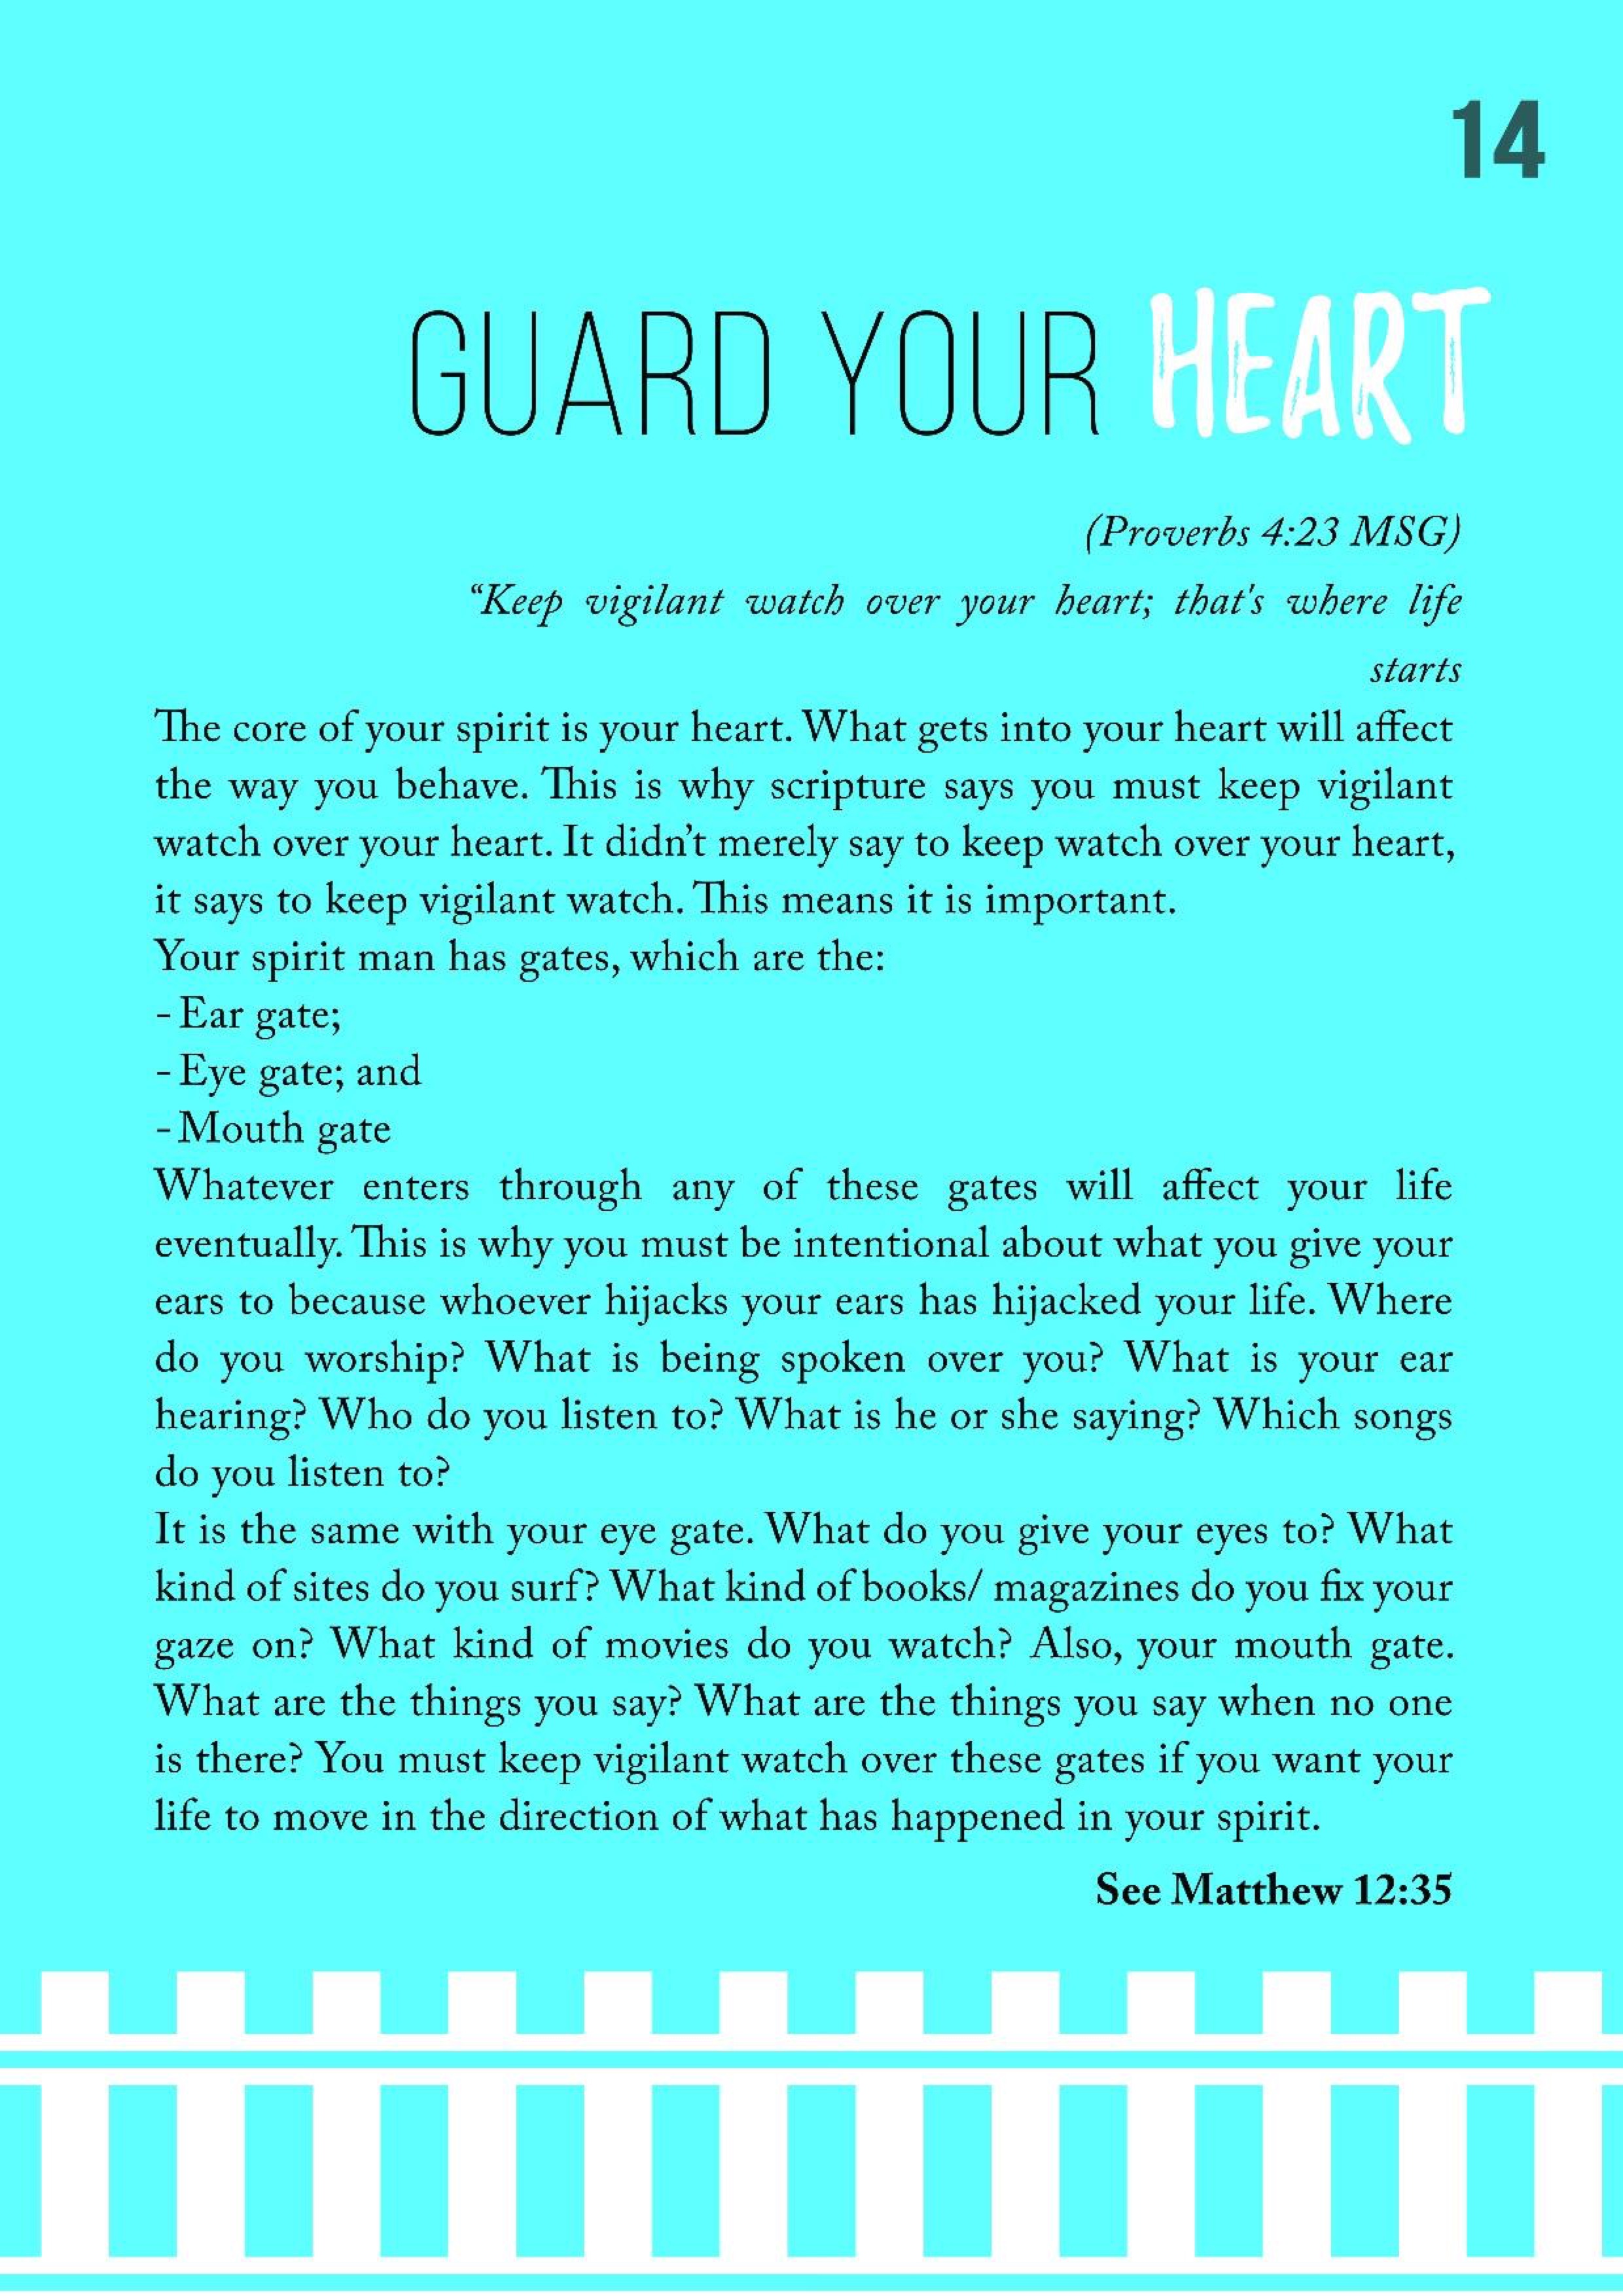 14
GUARD YOUR HEART
(Proverbs 4:23 MSG)
“Keep vigilant watch over your heart; that's where life
starts
The core of your spirit is your heart. What gets into your heart will affect
the way you behave. This is why scripture says you must keep vigilant
watch over your heart. It didn’t merely say to keep watch over your heart,
it says to keep vigilant watch. This means it is important.
Your spirit man has gates, which are the:
- Ear gate;
- Eye gate; and
- Mouth gate
Whatever enters through any of these gates will affect your life
eventually. This is why you must be intentional about what you give your
ears to because whoever hijacks your ears has hijacked your life. Where
do you worship? What is being spoken over you? What is your ear
hearing? Who do you listen to? What is he or she saying? Which songs
do you listen to?
It is the same with your eye gate. What do you give your eyes to? What
kind of sites do you surf? What kind of books/ magazines do you fix your
gaze on? What kind of movies do you watch? Also, your mouth gate.
What are the things you say? What are the things you say when no one
is there? You must keep vigilant watch over these gates if you want your
life to move in the direction of what has happened in your spirit.
See Matthew 12:35